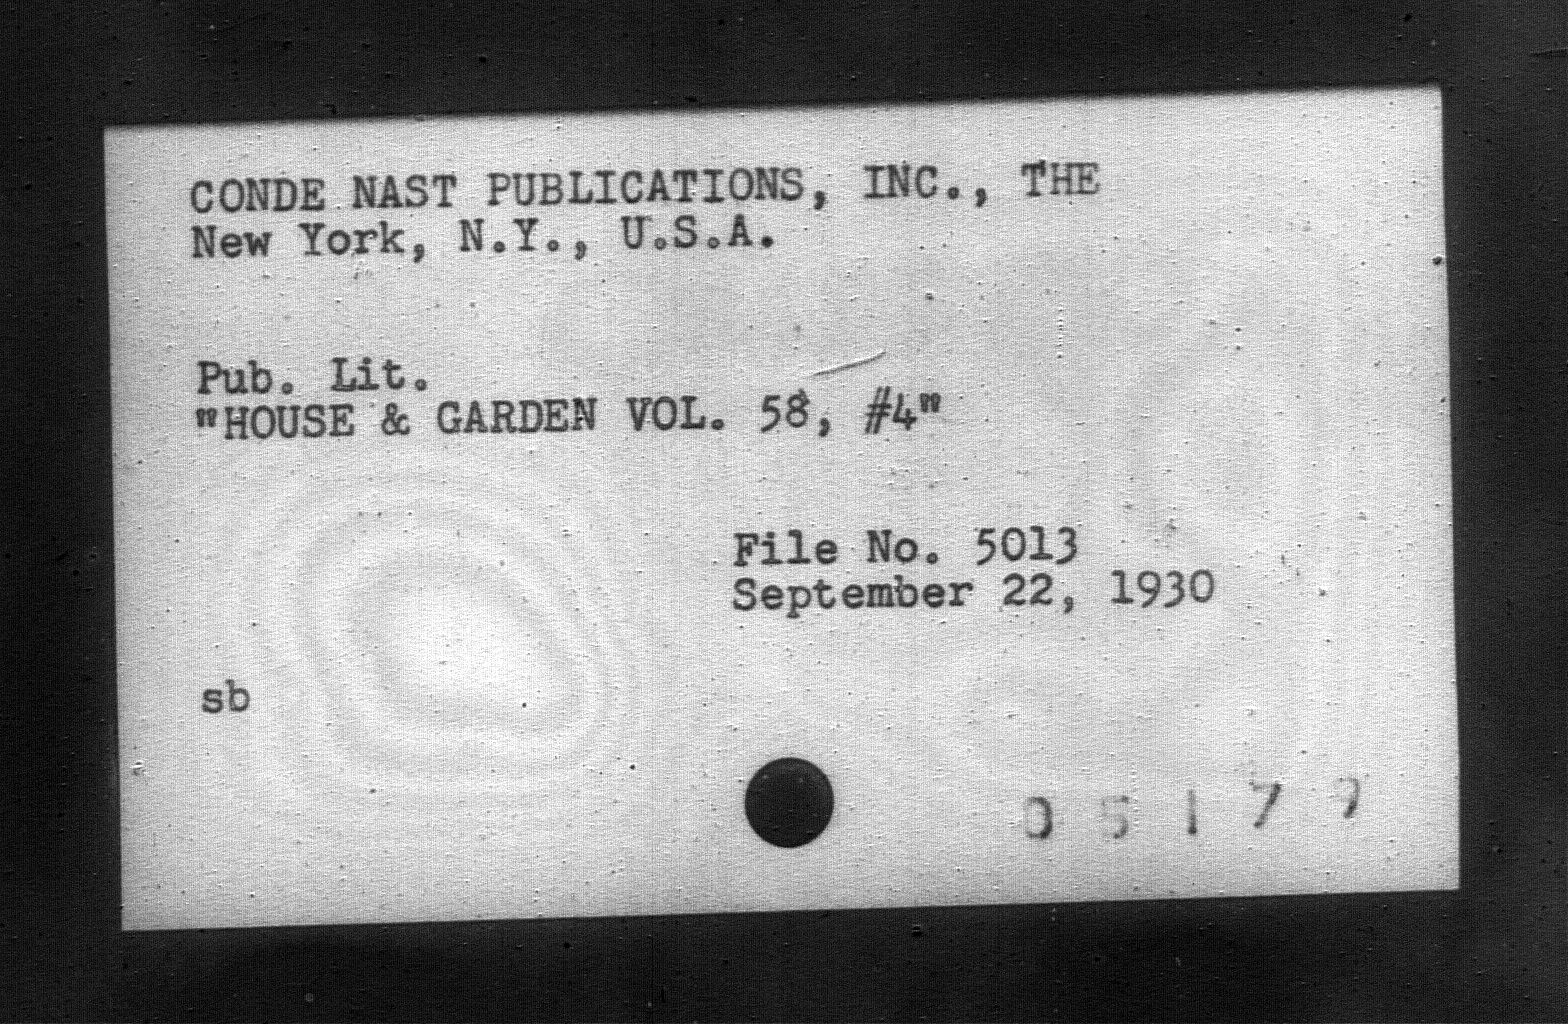 CONDE NAST PUBLICATIONS, INC., THE
New York, N.Y., U.S.A.
Pub. Lit.
"HOUSE & GARDEN VOL. 58, #4"
File No. 5013
September 22, 1930
sb